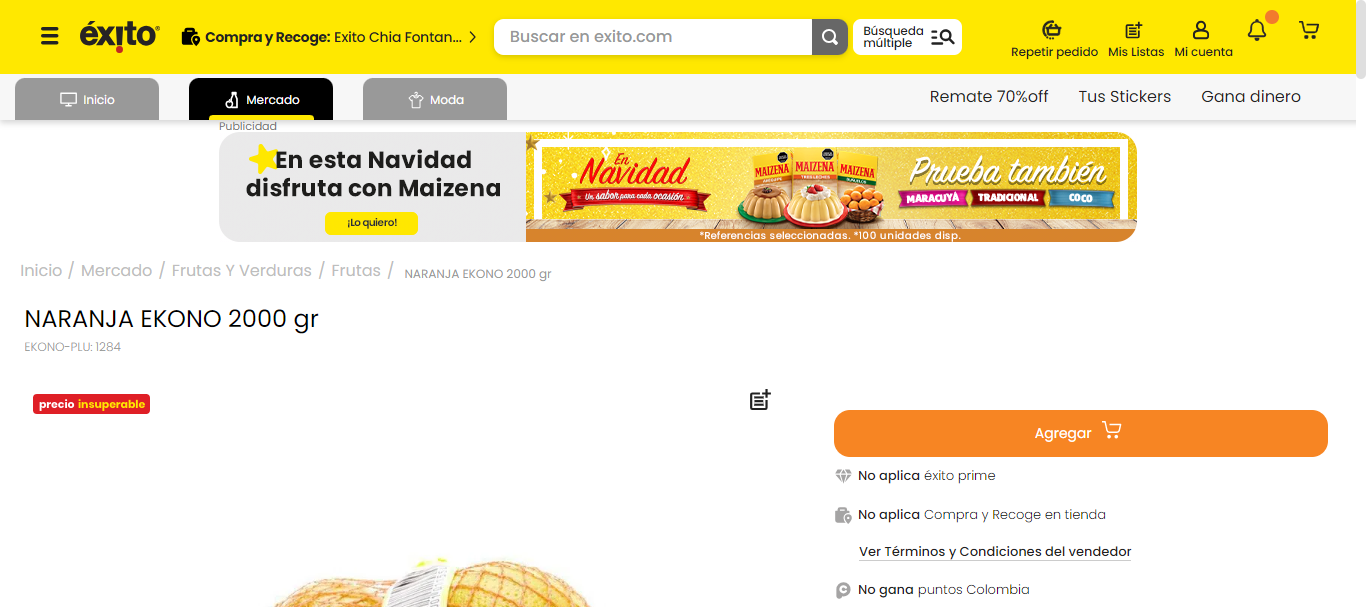 éxito
Compra y Recoge: Exito Chia Fontan...
Buscar en exito.com
Búsqueda
múltiple
Repetir pedido
Mis Listas
Mi cuenta
Inicio
Mercado
Moda
Remate 70%off
Tus Stickers
Gana dinero
Publicidad
En esta Navidad
disfruta con Maizena
¡Lo quiero!
En
Navidad
Un sabor para cada ocasión
MAIZENA
MAIZENA
MAIZENA
Prueba también
MARACUYÁ
TRADICIONAL
COCO
*Referencias seleccionadas. *100 unidades disp.
Inicio / Mercado / Frutas Y Verduras / Frutas / NARANJA EKONO 2000 gr
NARANJA EKONO 2000 gr
EKONO-PLU: 1284
precio insuperable
Agregar
No aplica éxito prime
No aplica Compra y Recoge en tienda
Ver Términos y Condiciones del vendedor
No gana puntos Colombia